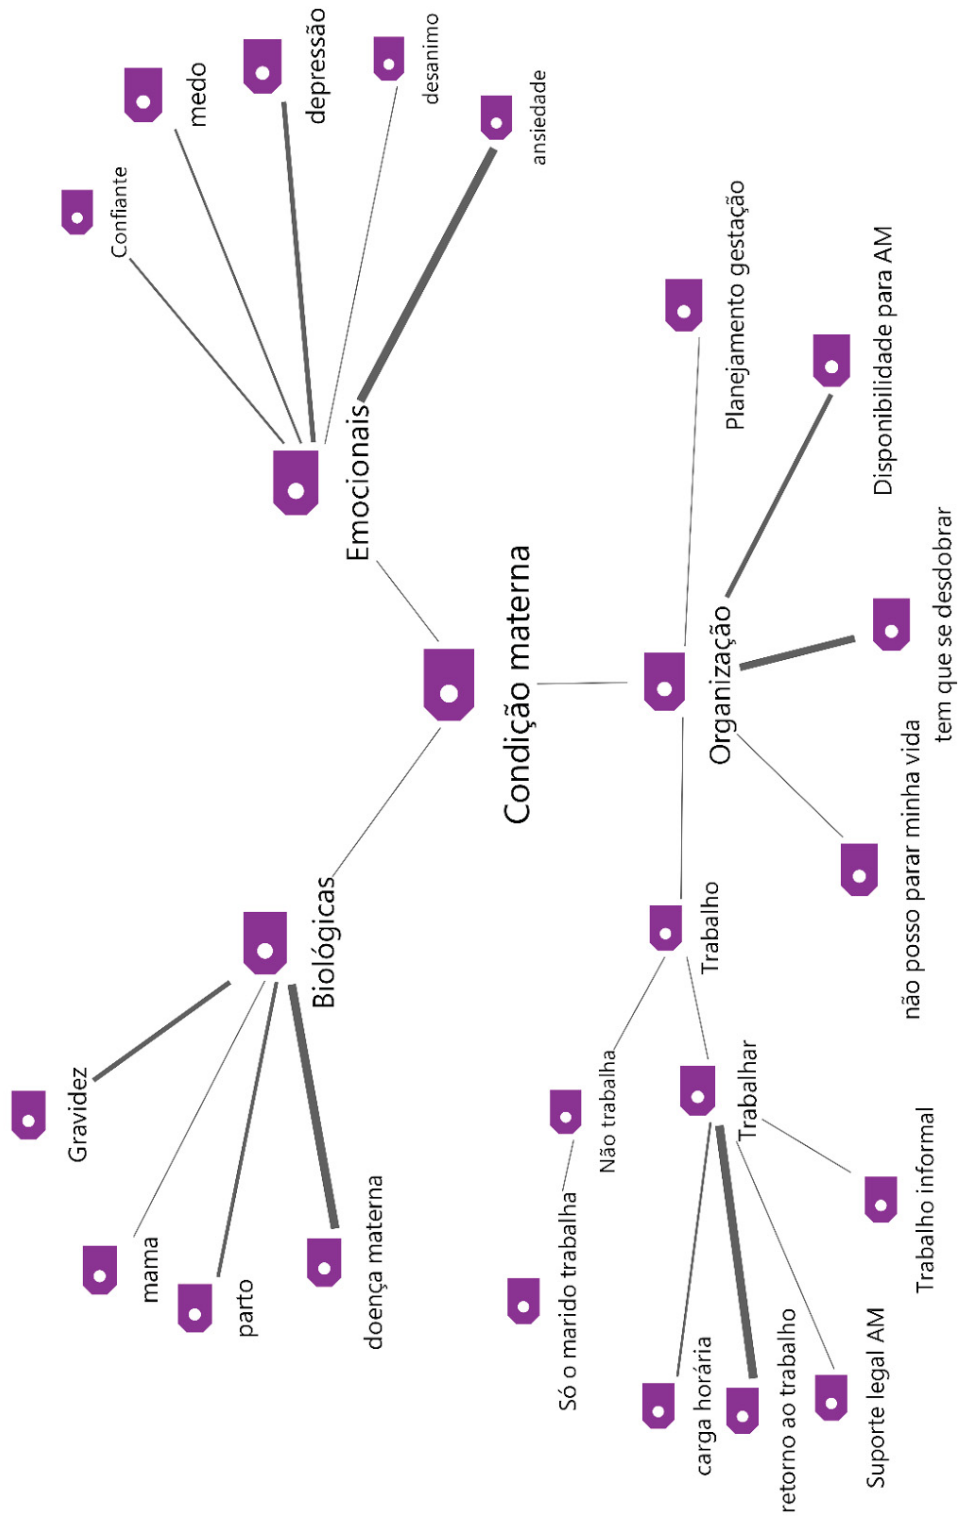 Gravidez
mama
parto
doença materna
Biológicas
Confiante
medo
depressão
desanimo
ansiedade
Emocionais
Condição materna
Só o marido trabalha
Não trabalha
Trabalho
Organização
Planejamento gestação
carga horária
retorno ao trabalho
Suporte legal AM
Trabalhar
Trabalho informal
não posso parar minha vida
tem que se desdobrar
Disponibilidade para AM